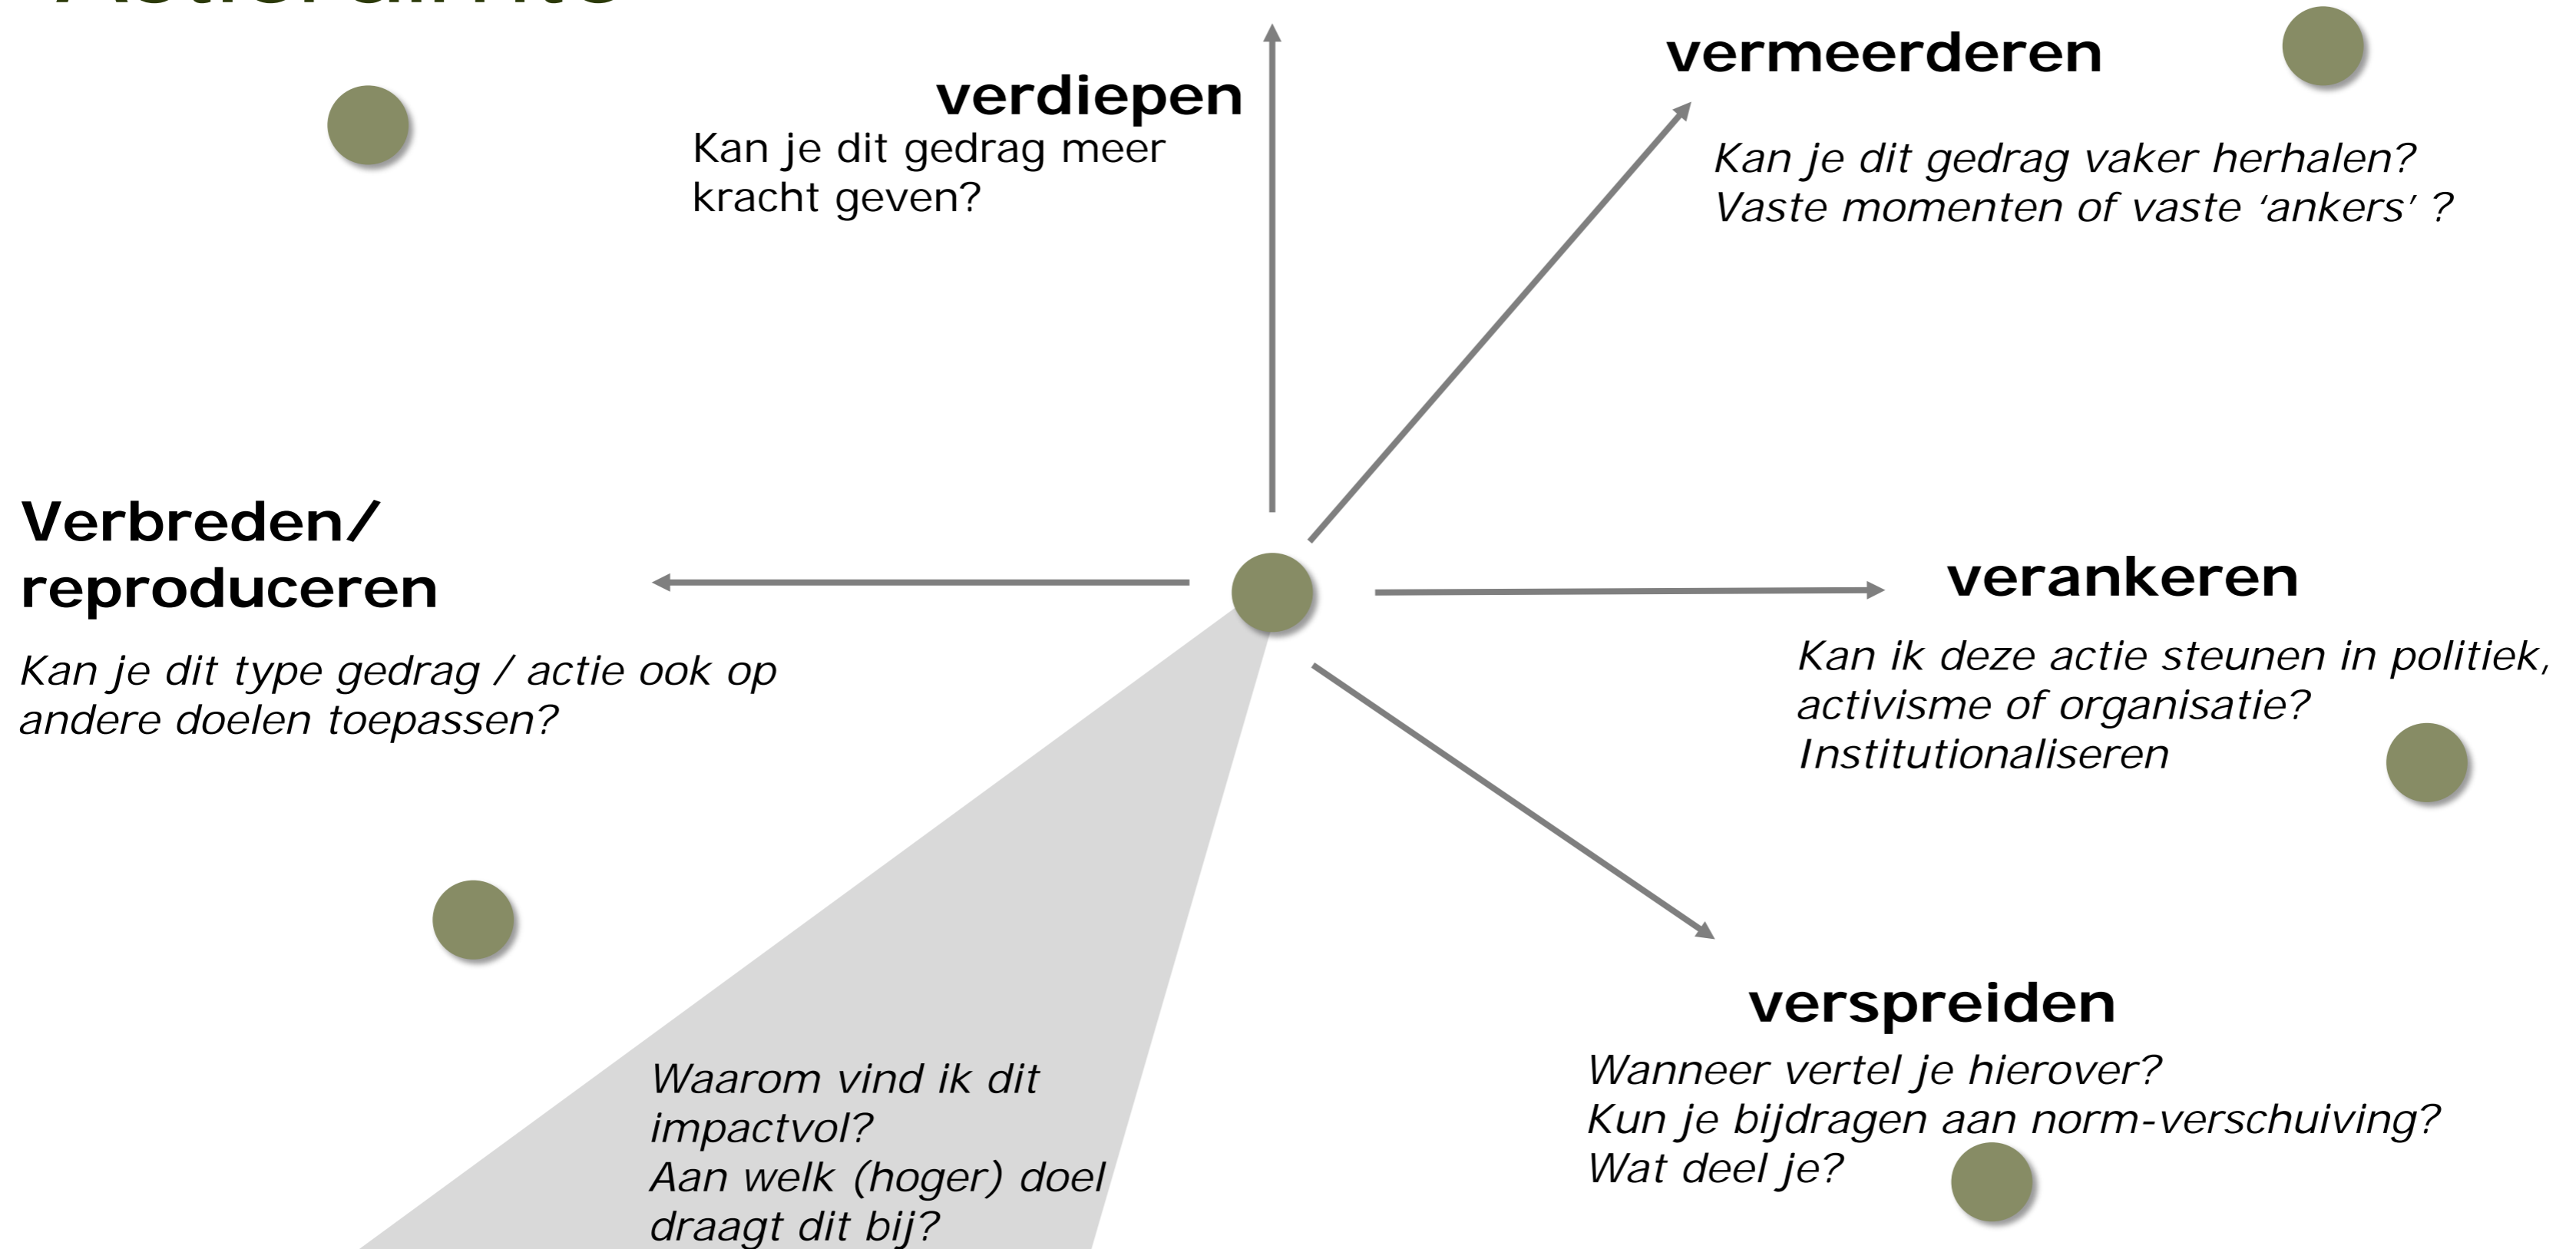 verdiepen
Kan je dit gedrag meer
kracht geven?
vermeerderen
Kan je dit gedrag vaker herhalen?
Vaste momenten of vaste ‘ankers’ ?
Verbreden/
reproduceren
Kan je dit type gedrag / actie ook op
andere doelen toepassen?
verankeren
Kan ik deze actie steunen in politiek,
activisme of organisatie?
Institutionaliseren
verspreiden
Wanneer vertel je hierover?
Kun je bijdragen aan norm-verschuiving?
Wat deel je?
Waarom vind ik dit
impactvol?
Aan welk (hoger) doel
draagt dit bij?